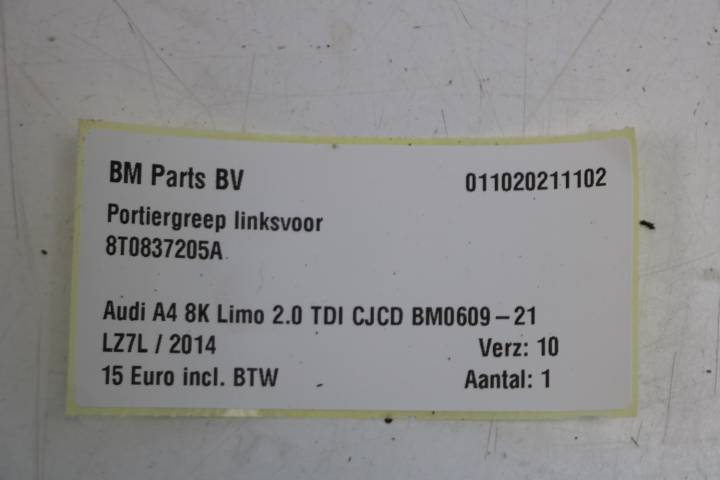 BM Parts BV 011020211102
Portiergreep linksvoor
8T0837205A
Audi A4 8K Limo 2.0 TDI CJCD BM0609-21
LZ7L / 2014 Verz: 10
15 Euro incl. BTW Aantal: 1